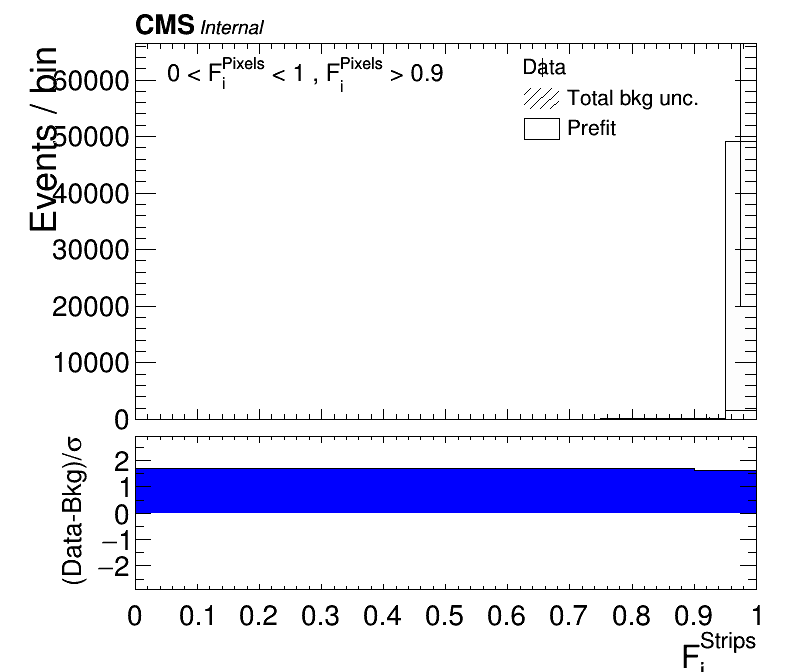 CMS Internal
0 < F_i^Pixels < 1 , F_i^Pixels > 0.9
Data
Total bkg unc.
Prefit
Events / bin
60000
50000
40000
30000
20000
10000
0
(Data-Bkg)/σ
2
1
0
−1
−2
0 0.1 0.2 0.3 0.4 0.5 0.6 0.7 0.8 0.9 1
F_i^Strips